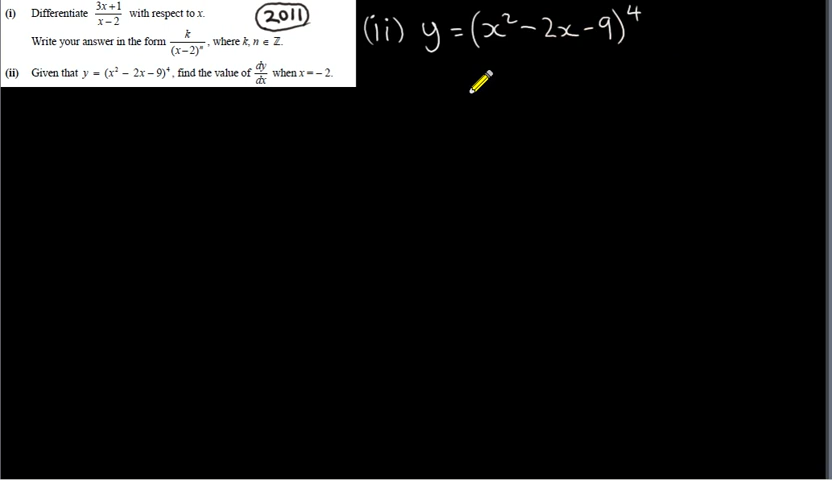 (i) Differentiate (3x+1)/(x−2) with respect to x.
2011
Write your answer in the form k/(x−2)ⁿ, where k, n ∈ ℤ.
(ii) Given that y = (x² − 2x − 9)⁴, find the value of dy/dx when x = −2.
(ii) y = (x² − 2x − 9)⁴